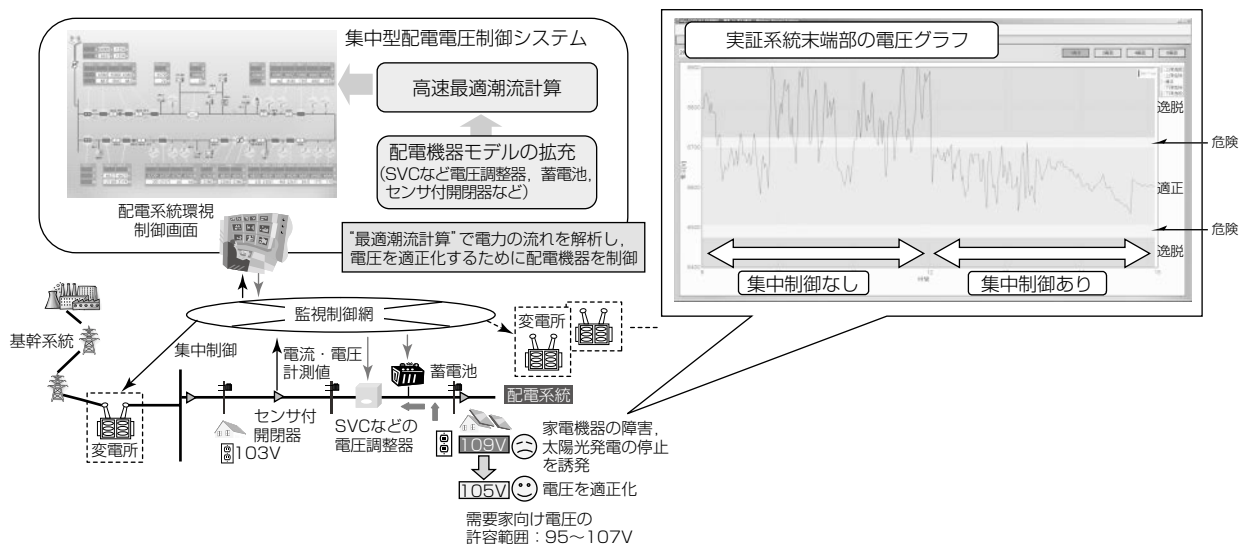 集中型配電電圧制御システム
高速最適潮流計算
配電機器モデルの拡充
(SVCなど電圧調整器,蓄電池,
センサ付開閉器など)
配電系統環視
制御画面
“最適潮流計算”で電力の流れを解析し,
電圧を適正化するために配電機器を制御
監視制御網
変電所
基幹系統
集中制御
電流・電圧
計測値
蓄電池
配電系統
変電所
センサ付
開閉器
103V
SVCなどの
電圧調整器
109V
家電機器の障害,
太陽光発電の停止
を誘発
105V
電圧を適正化
需要家向け電圧の
許容範囲:95~107V
実証系統末端部の電圧グラフ
逸脱
危険
適正
危険
逸脱
集中制御なし
集中制御あり
12
時間